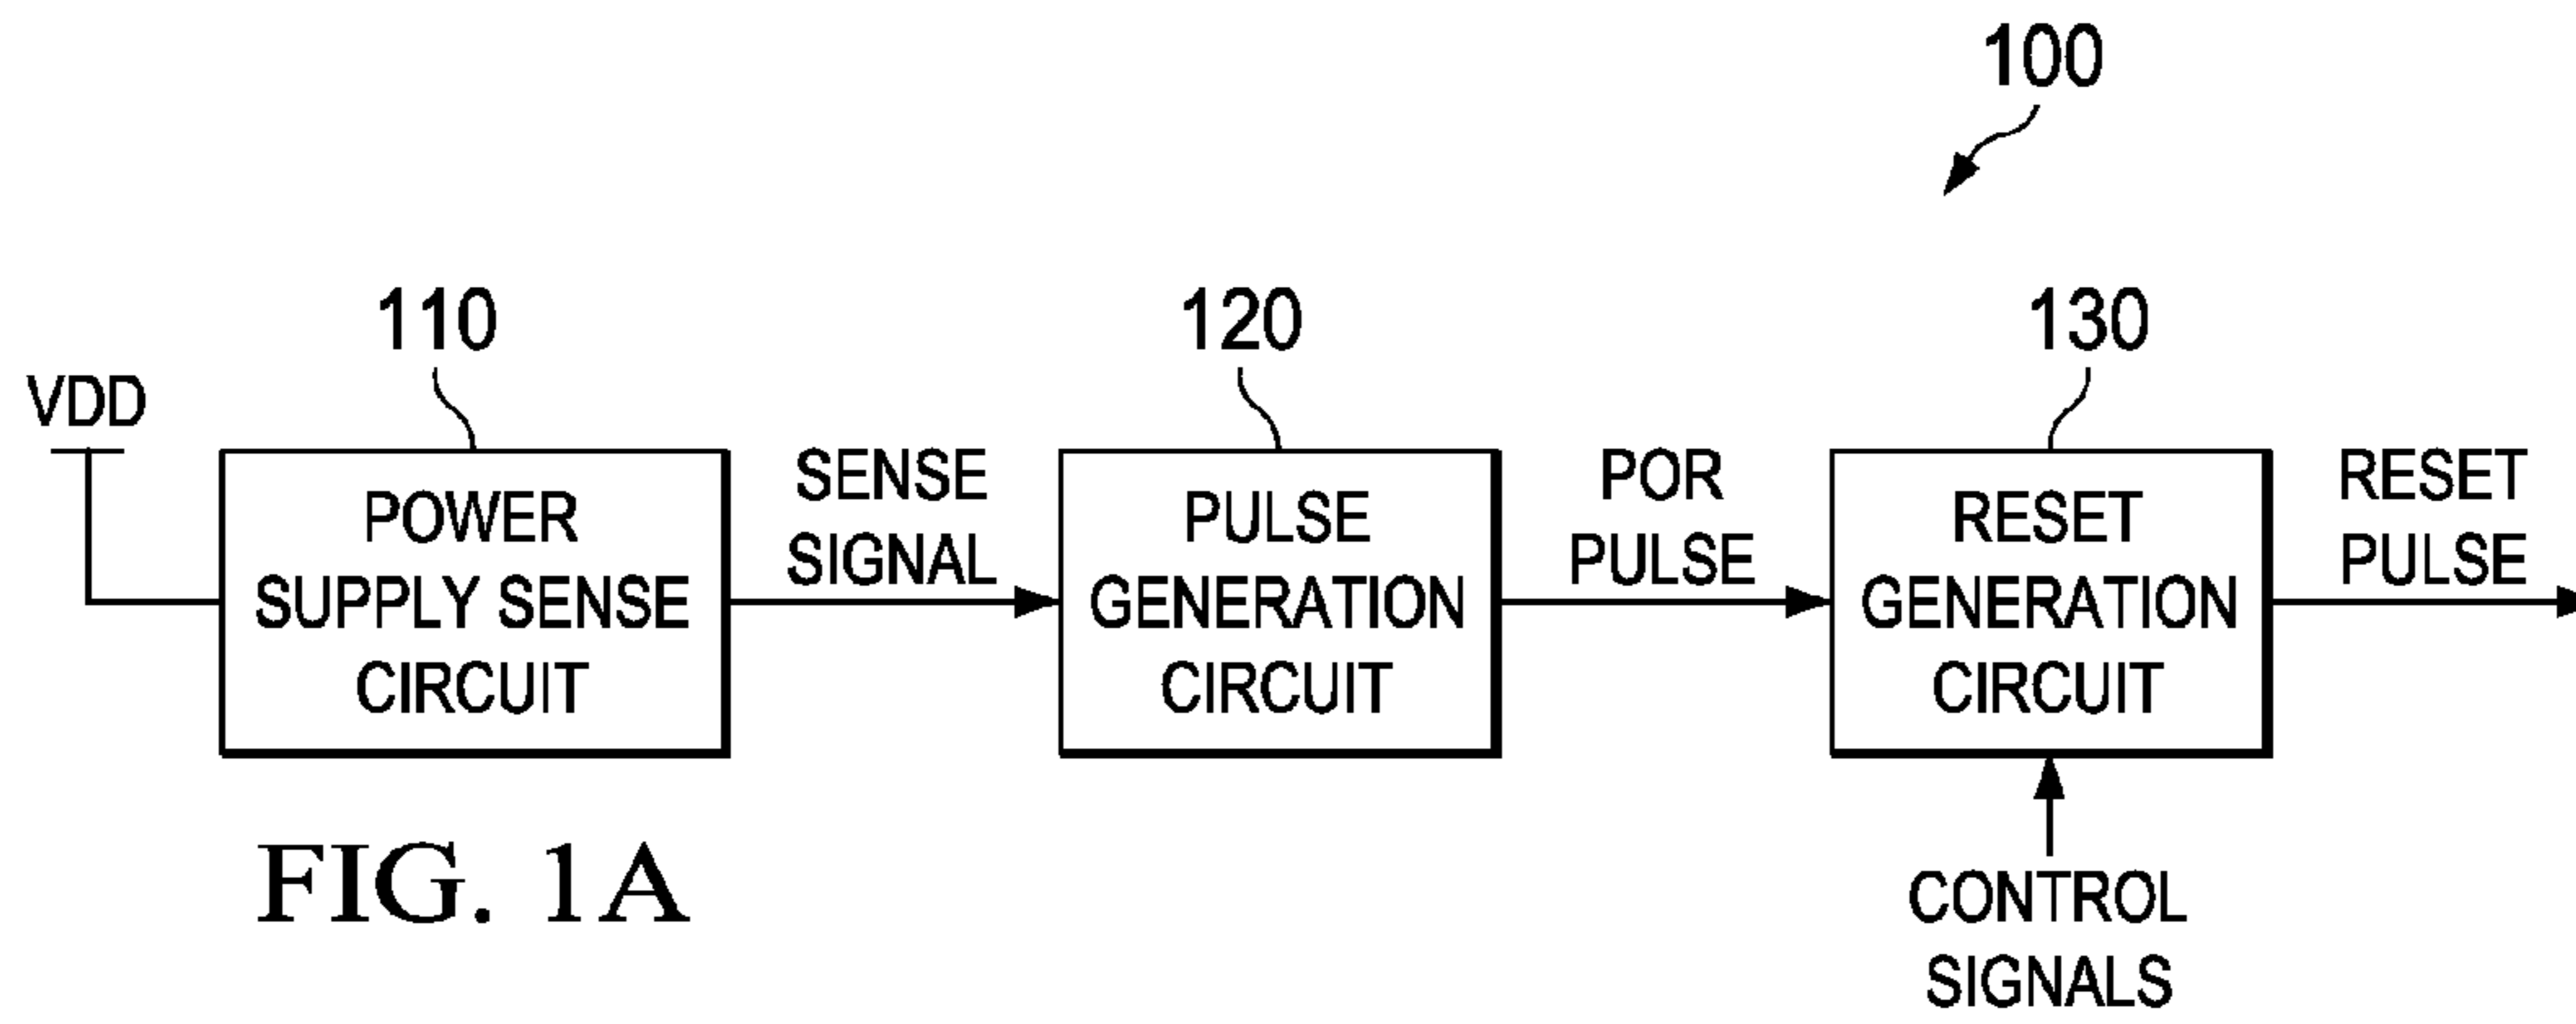 100
110
120
130
VDD
POWER
SUPPLY SENSE
CIRCUIT
SENSE
SIGNAL
PULSE
GENERATION
CIRCUIT
POR
PULSE
RESET
GENERATION
CIRCUIT
RESET
PULSE
CONTROL
SIGNALS
FIG. 1A